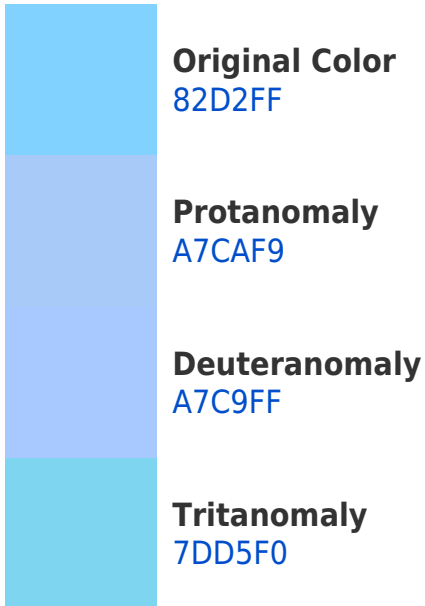 Original Color
82D2FF
Protanomaly
A7CAF9
Deuteranomaly
A7C9FF
Tritanomaly
7DD5F0